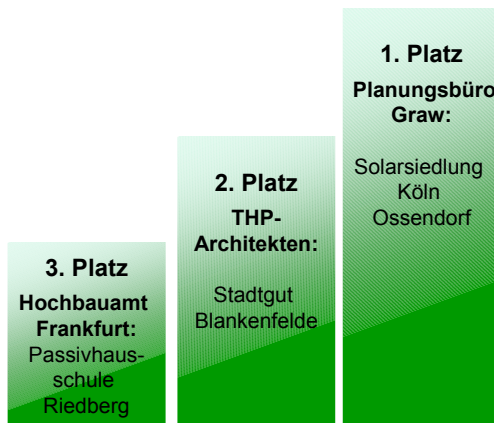 1. Platz
Planungsbüro
Graw:
Solarsiedlung
Köln
Ossendorf
2. Platz
THP-
Architekten:
Stadtgut
Blankenfelde
3. Platz
Hochbauamt
Frankfurt:
Passivhaus-
schule
Riedberg